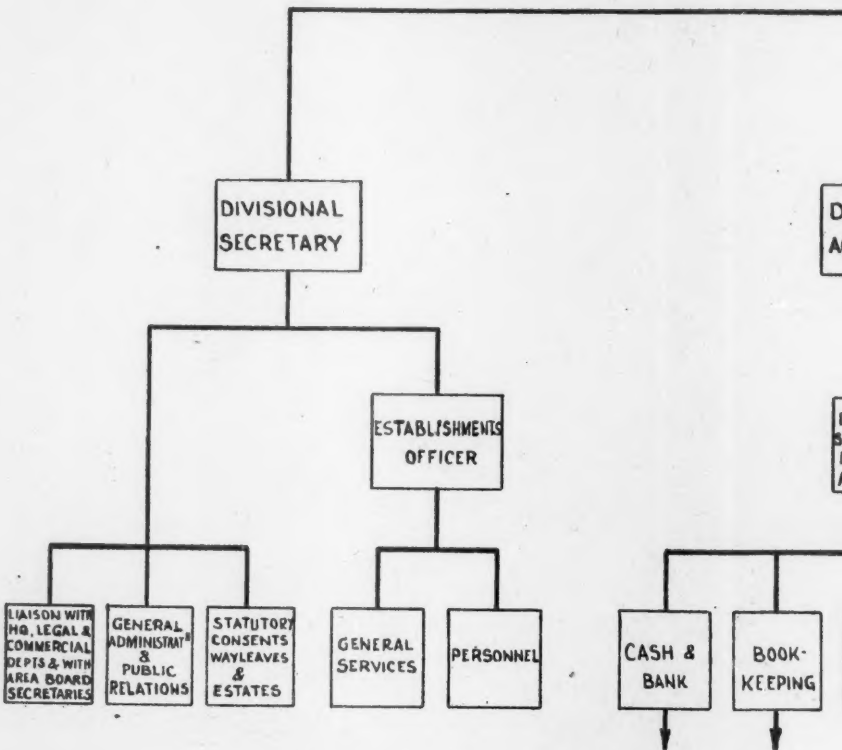 DIVISIONAL
SECRETARY
ESTABLISHMENTS
OFFICER
LIAISON WITH
HQ, LEGAL &
COMMERCIAL
DEPTS & WITH
AREA BOARD
SECRETARIES
GENERAL
ADMINISTRATᴺ
&
PUBLIC
RELATIONS
STATUTORY
CONSENTS
WAYLEAVES
&
ESTATES
GENERAL
SERVICES
PERSONNEL
CASH &
BANK
BOOK-
KEEPING